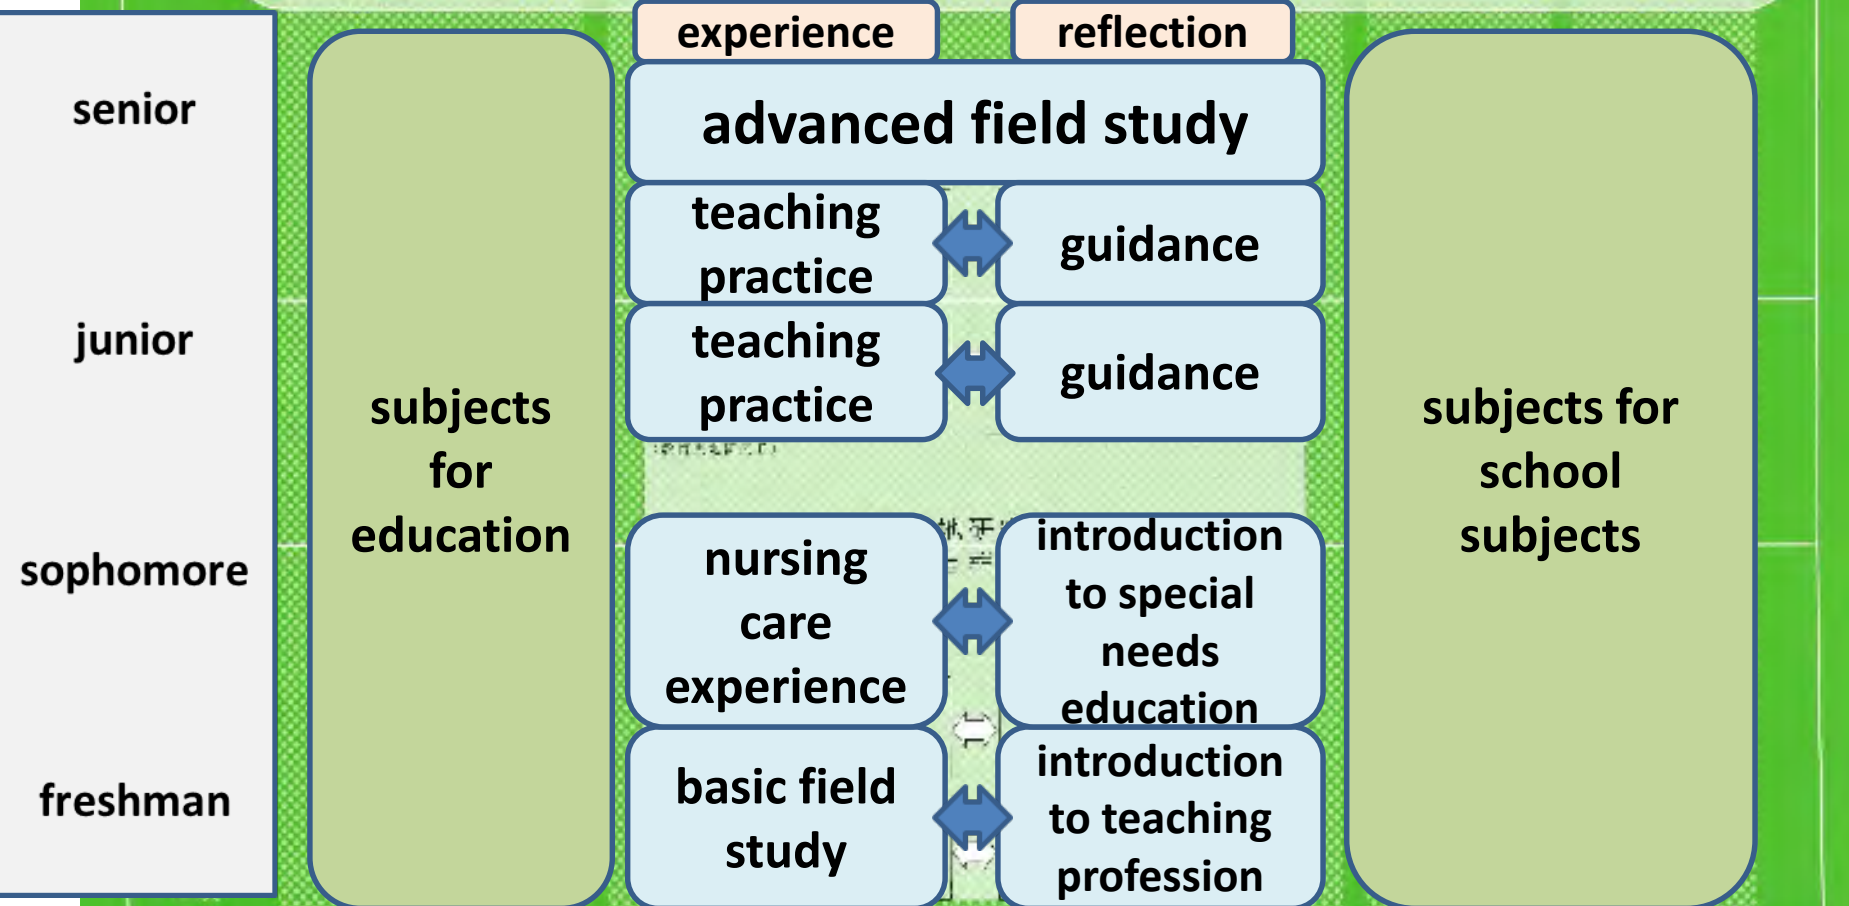 experience
reflection
senior
junior
sophomore
freshman
subjects
for
education
advanced field study
teaching
practice
guidance
teaching
practice
guidance
nursing
care
experience
introduction
to special
needs
education
basic field
study
introduction
to teaching
profession
subjects for
school
subjects